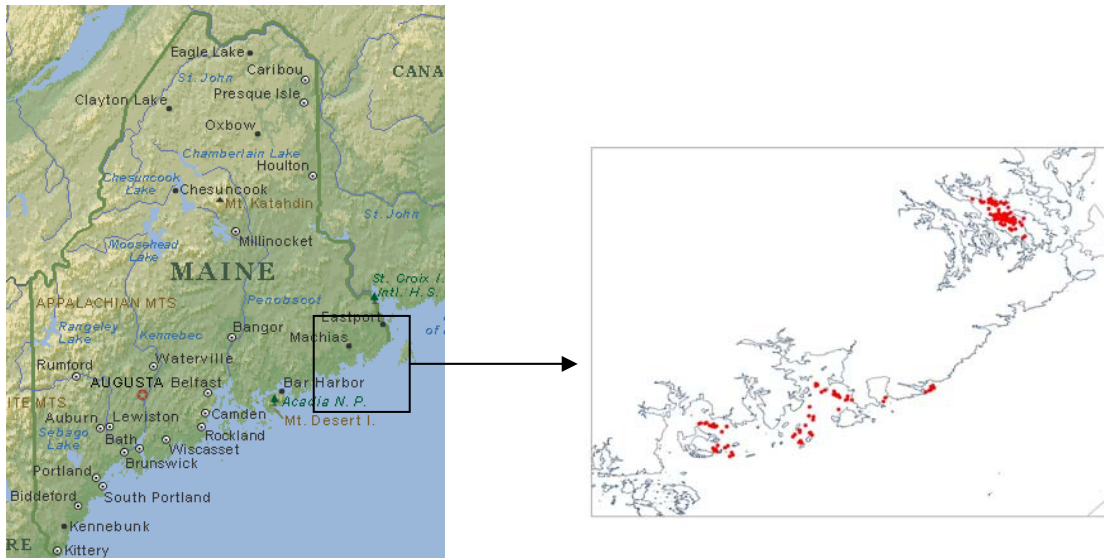 Eagle Lake
Caribou
CANA
St. John
Presque Isle
Clayton Lake
Oxbow
Chamberlain Lake
Houlton
Chesuncook
Lake
Chesuncook
Mt. Katahdin
St. John
Millinocket
Moosehead
Lake
MAINE
St. Croix I.
Intl. H.S.
APPALACHIAN MTS
Penobscot
Eastport
of
Rangeley
Lake
Kennebec
Bangor
Machias
Rumford
Waterville
AUGUSTA
Belfast
Bar Harbor
Acadia N.P.
ITE MTS
Auburn
Lewiston
Camden
Mt. Desert I.
Sebago
Lake
Bath
Rockland
Wiscasset
Brunswick
Portland
South Portland
Biddeford
Kennebunk
RE
Kittery